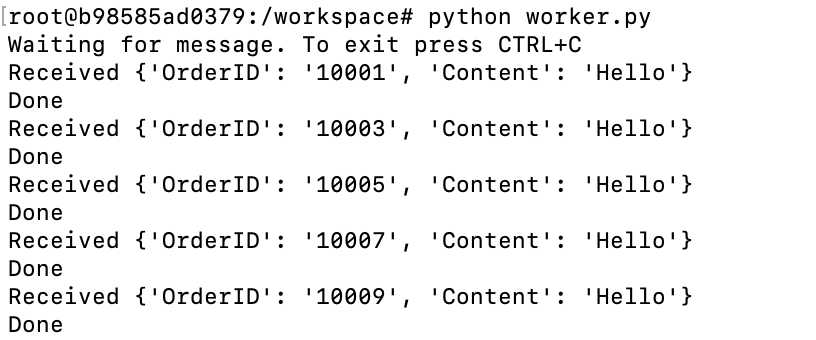 [root@b98585ad0379:/workspace# python worker.py
Waiting for message. To exit press CTRL+C
Received {'OrderID': '10001', 'Content': 'Hello'}
Done
Received {'OrderID': '10003', 'Content': 'Hello'}
Done
Received {'OrderID': '10005', 'Content': 'Hello'}
Done
Received {'OrderID': '10007', 'Content': 'Hello'}
Done
Received {'OrderID': '10009', 'Content': 'Hello'}
Done